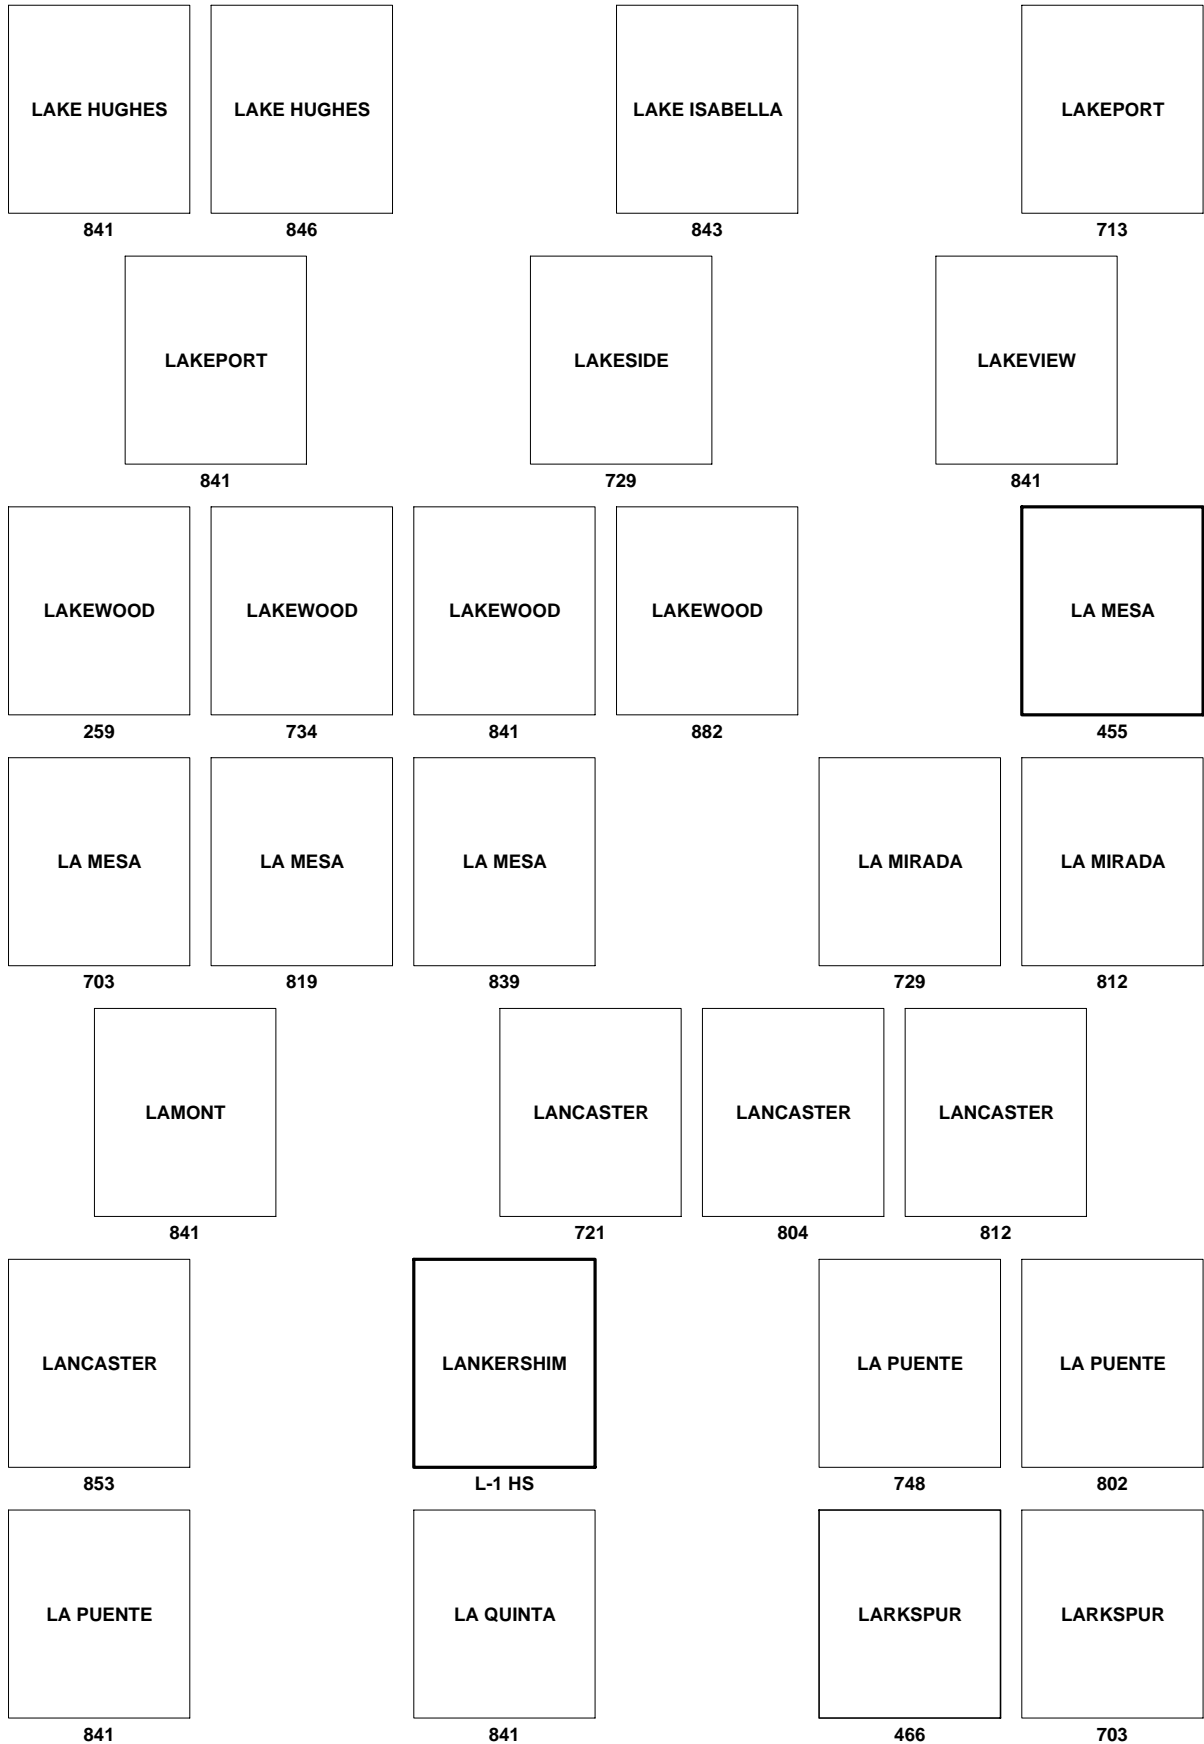 LAKE HUGHES LAKE HUGHES LAKE ISABELLA LAKEPORT
841 846 843 713
LAKEPORT LAKESIDE LAKEVIEW
841 729 841
LAKEWOOD LAKEWOOD LAKEWOOD LAKEWOOD LA MESA
259 734 841 882 455
LA MESA LA MESA LA MESA LA MIRADA LA MIRADA
703 819 839 729 812
LAMONT LANCASTER LANCASTER LANCASTER
841 721 804 812
LANCASTER LANKERSHIM LA PUENTE LA PUENTE
853 L-1 HS 748 802
LA PUENTE LA QUINTA LARKSPUR LARKSPUR
841 841 466 703